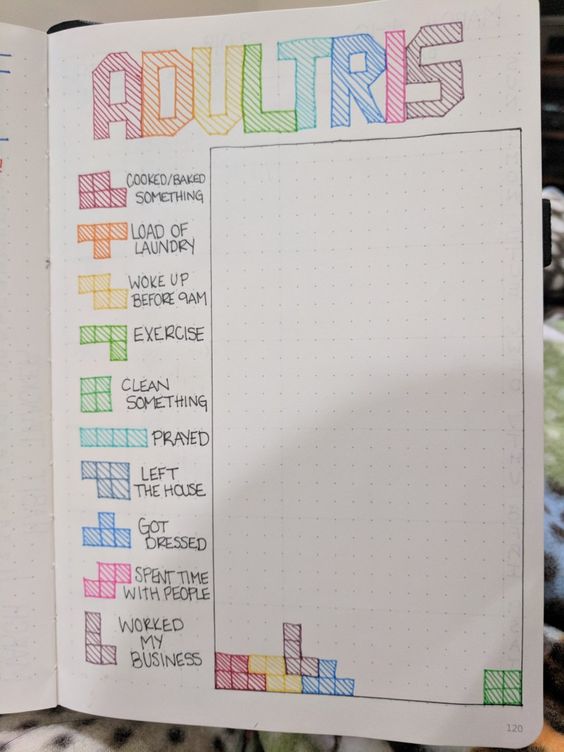 ADULTRIS
COOKED/BAKED
SOMETHING
LOAD OF
LAUNDRY
WOKE UP
BEFORE 9AM
EXERCISE
CLEAN
SOMETHING
PRAYED
LEFT
THE HOUSE
GOT
DRESSED
SPENT TIME
WITH PEOPLE
WORKED
MY
BUSINESS
120